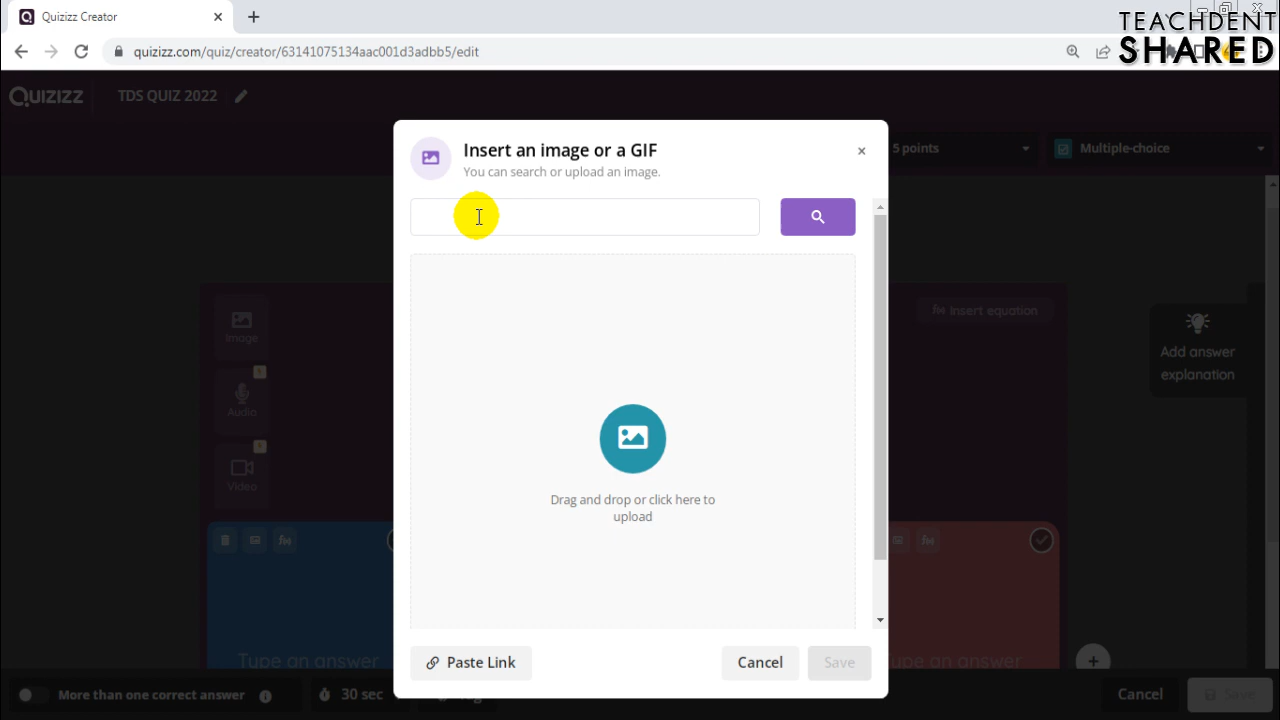 Quizizz Creator
TEACHDENT
SHARED
quizizz.com/quiz/creator/63141075134aac001d3adbb5/edit
QUIZIZZ
TDS QUIZ 2022
5 points
Multiple-choice
Insert an image or a GIF
You can search or upload an image.
Image
Insert equation
Audio
Add answer
explanation
Video
Drag and drop or click here to
upload
Type an answer
pe an answer
Paste Link
Cancel
Save
More than one correct answer
30 sec
Cancel
Save